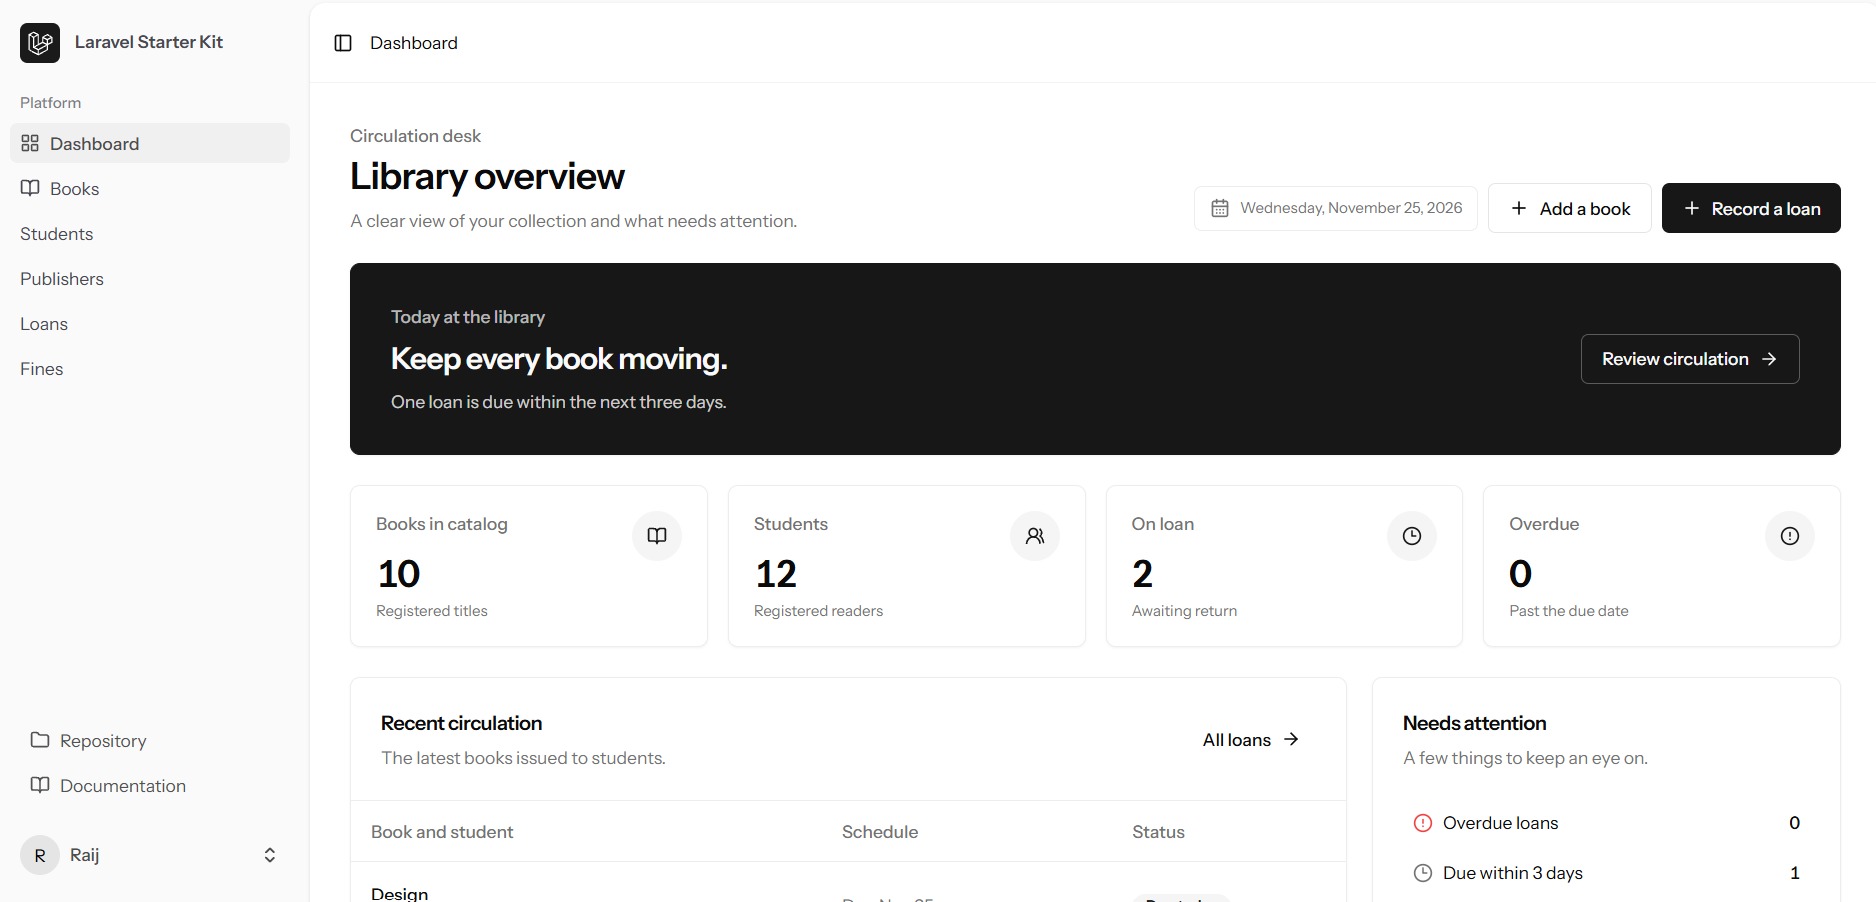 Laravel Starter Kit
Platform
Dashboard
Books
Students
Publishers
Loans
Fines
Repository
Documentation
R
Raij
Dashboard
Circulation desk
Library overview
A clear view of your collection and what needs attention.
Wednesday, November 25, 2026
Add a book
Record a loan
Today at the library
Keep every book moving.
One loan is due within the next three days.
Review circulation
Books in catalog
10
Registered titles
Students
12
Registered readers
On loan
2
Awaiting return
Overdue
0
Past the due date
Recent circulation
The latest books issued to students.
All loans
Book and student
Schedule
Status
Design
Needs attention
A few things to keep an eye on.
Overdue loans
0
Due within 3 days
1